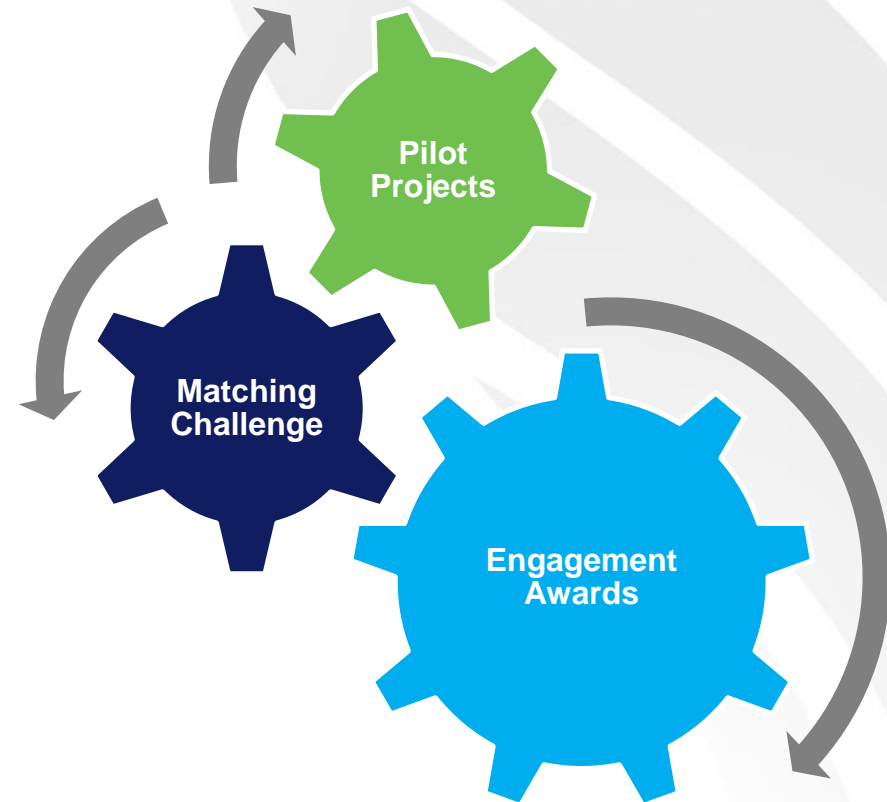 Pilot
Projects
Matching
Challenge
Engagement
Awards